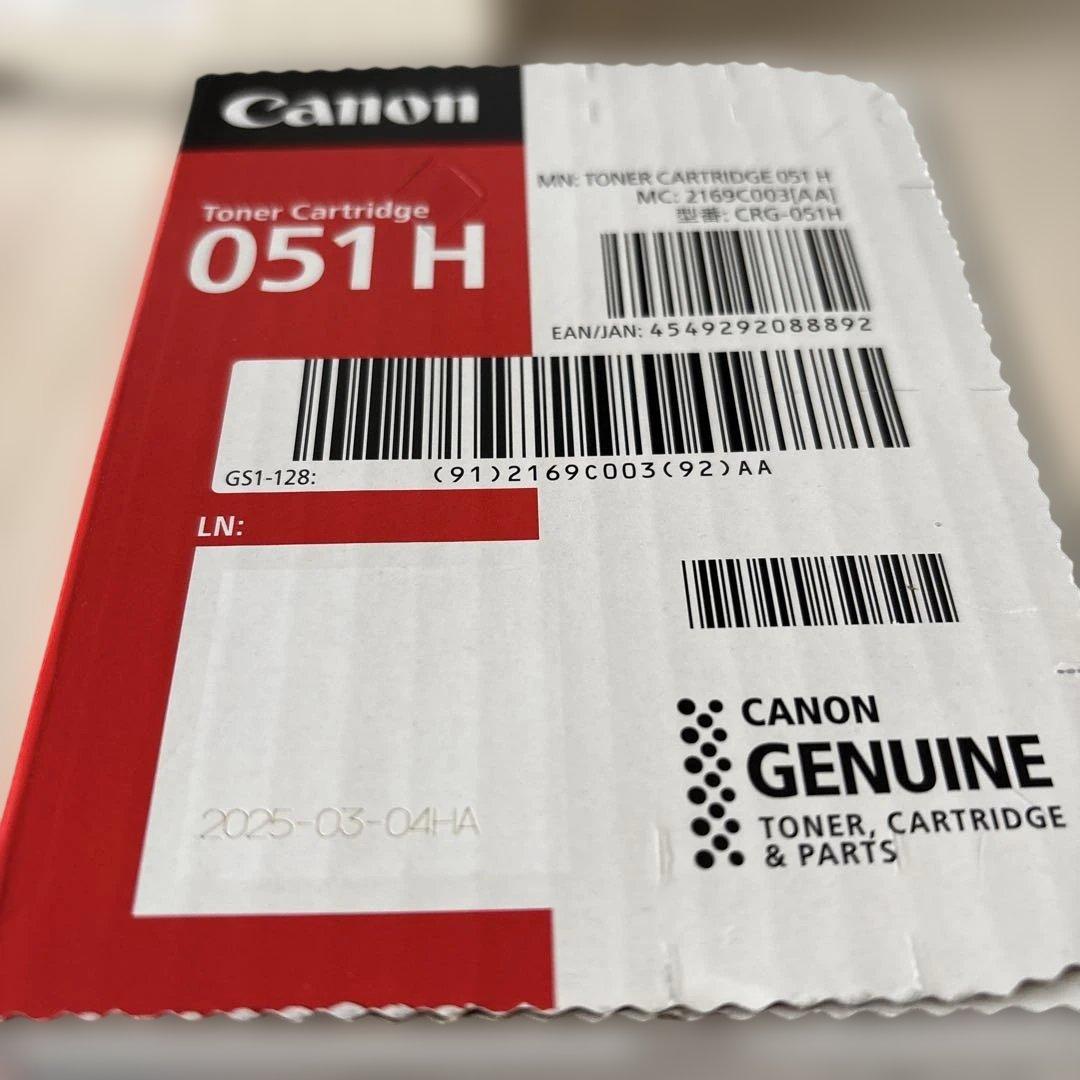 Canon
Toner Cartridge
051 H
MN: TONER CARTRIDGE 051 H
MC: 2169C003[AA]
型番: CRG-051H
EAN/JAN: 4549292088892
GS1-128:
(91)2169C003(92)AA
LN:
2025-03-04HA
CANON
GENUINE
TONER, CARTRIDGE
& PARTS